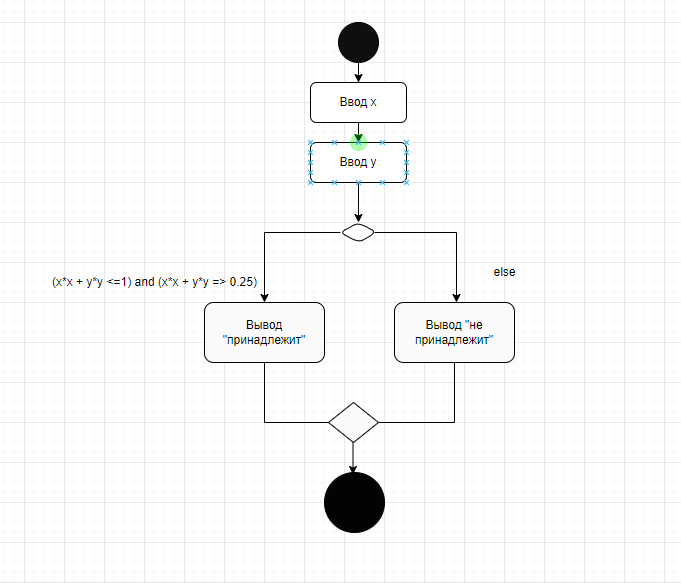 Ввод x
Ввод y
else
(x*x + y*y <=1) and (x*x + y*y => 0.25)
Вывод
"принадлежит"
Вывод "не
принадлежит"